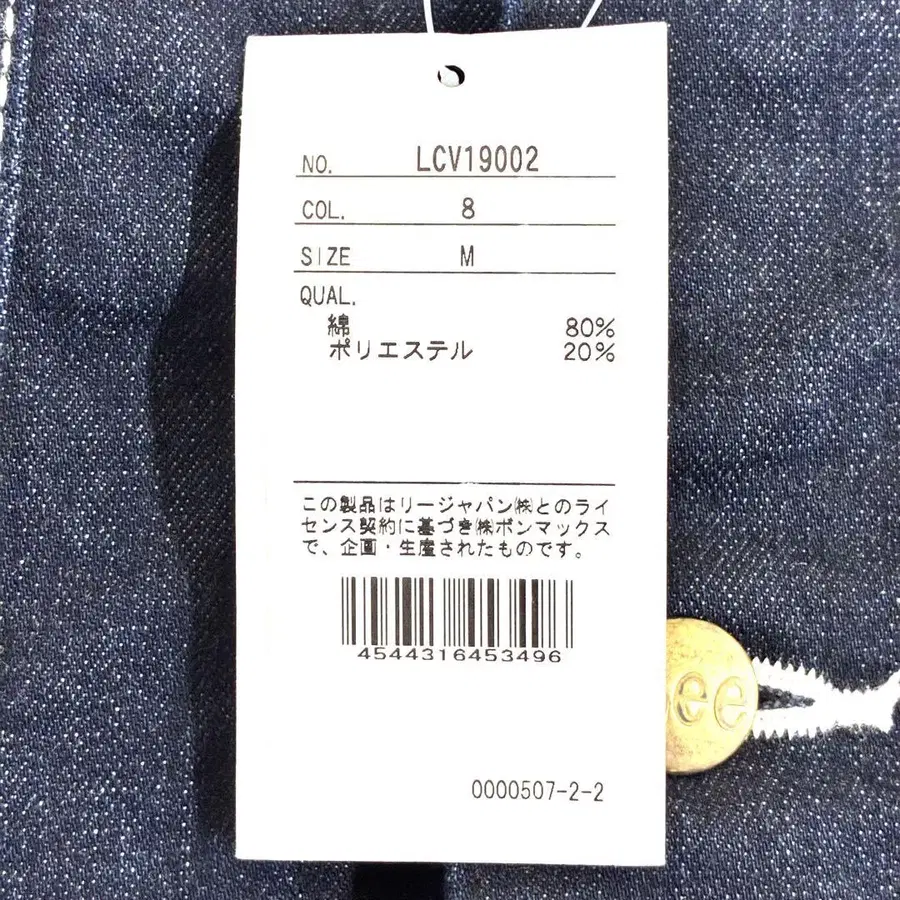 NO. LCV19002
COL. 8
SIZE M
QUAL.
綿 80%
ポリエステル 20%
この製品はリージャパン㈱とのライ
センス契約に基づき㈱ボンマックス
で、企画・生産されたものです。
4544316453496
ee
0000507-2-2